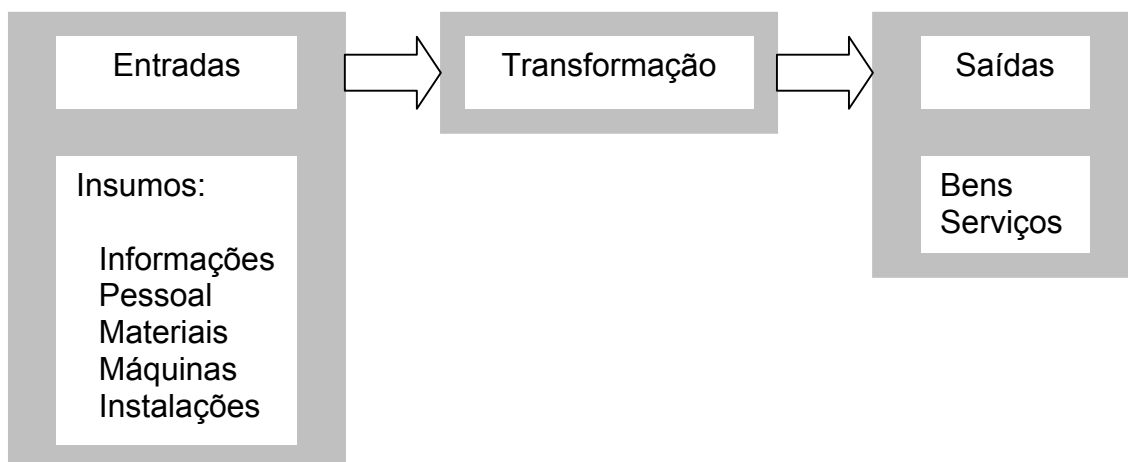 Entradas
Transformação
Saídas
Insumos:
Informações
Pessoal
Materiais
Máquinas
Instalações
Bens
Serviços